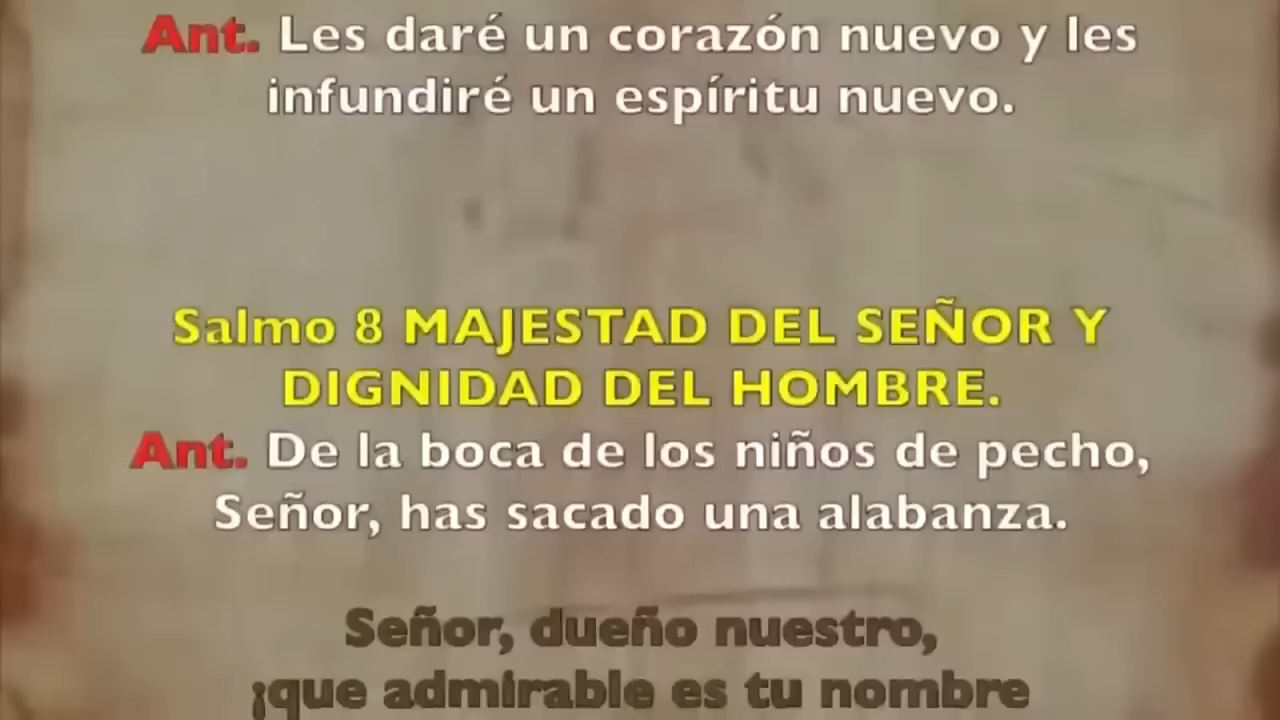 Ant. Les daré un corazón nuevo y les
infundiré un espíritu nuevo.
Salmo 8 MAJESTAD DEL SEÑOR Y
DIGNIDAD DEL HOMBRE.
Ant. De la boca de los niños de pecho,
Señor, has sacado una alabanza.
Señor, dueño nuestro,
¡que admirable es tu nombre